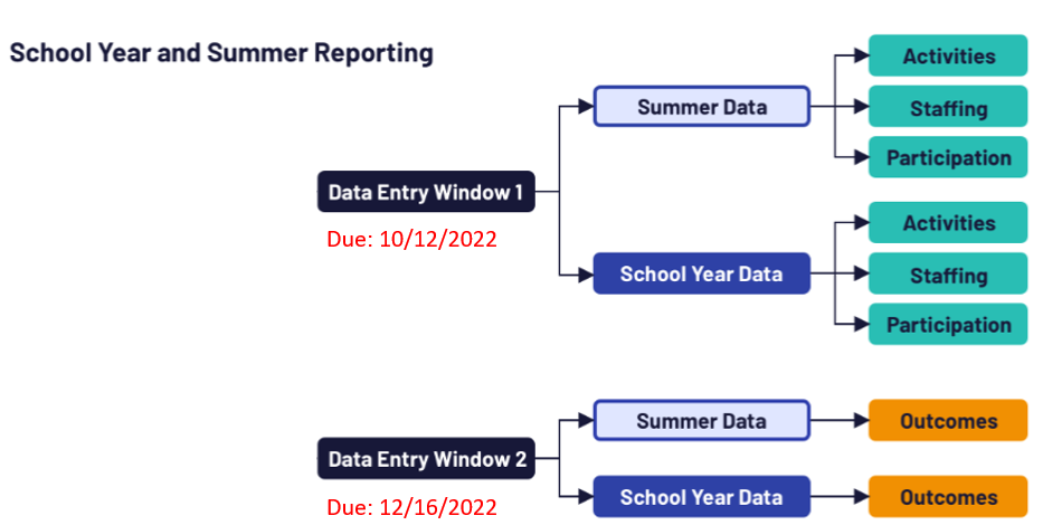 School Year and Summer Reporting
Activities
Summer Data
Staffing
Participation
Data Entry Window 1
Due: 10/12/2022
Activities
School Year Data
Staffing
Participation
Summer Data
Outcomes
Data Entry Window 2
Due: 12/16/2022
School Year Data
Outcomes